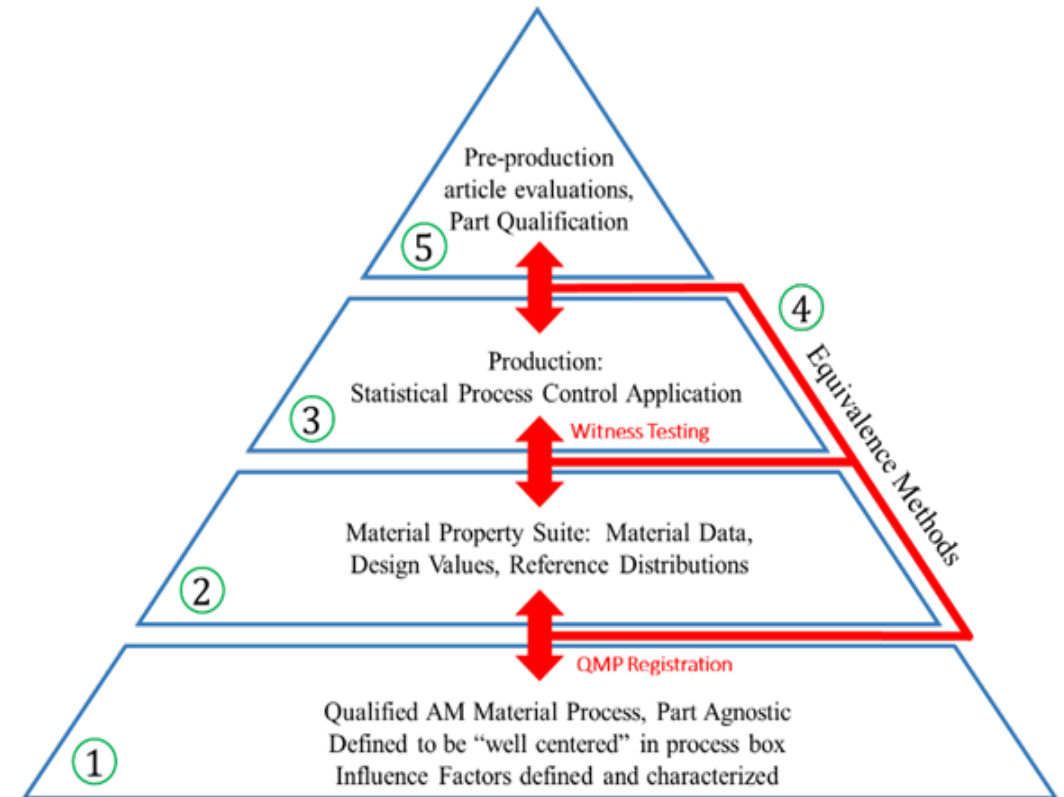 Pre-production
article evaluations,
Part Qualification
5
4
Equivalence Methods
Production:
Statistical Process Control Application
3
Witness Testing
Material Property Suite: Material Data,
Design Values, Reference Distributions
2
QMP Registration
Qualified AM Material Process, Part Agnostic
Defined to be “well centered” in process box
Influence Factors defined and characterized
1